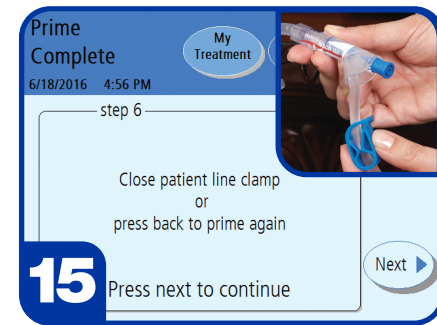 Prime
Complete
My
Treatment
6/18/2016 4:56 PM
step 6
Close patient line clamp
or
press back to prime again
Next
15
Press next to continue